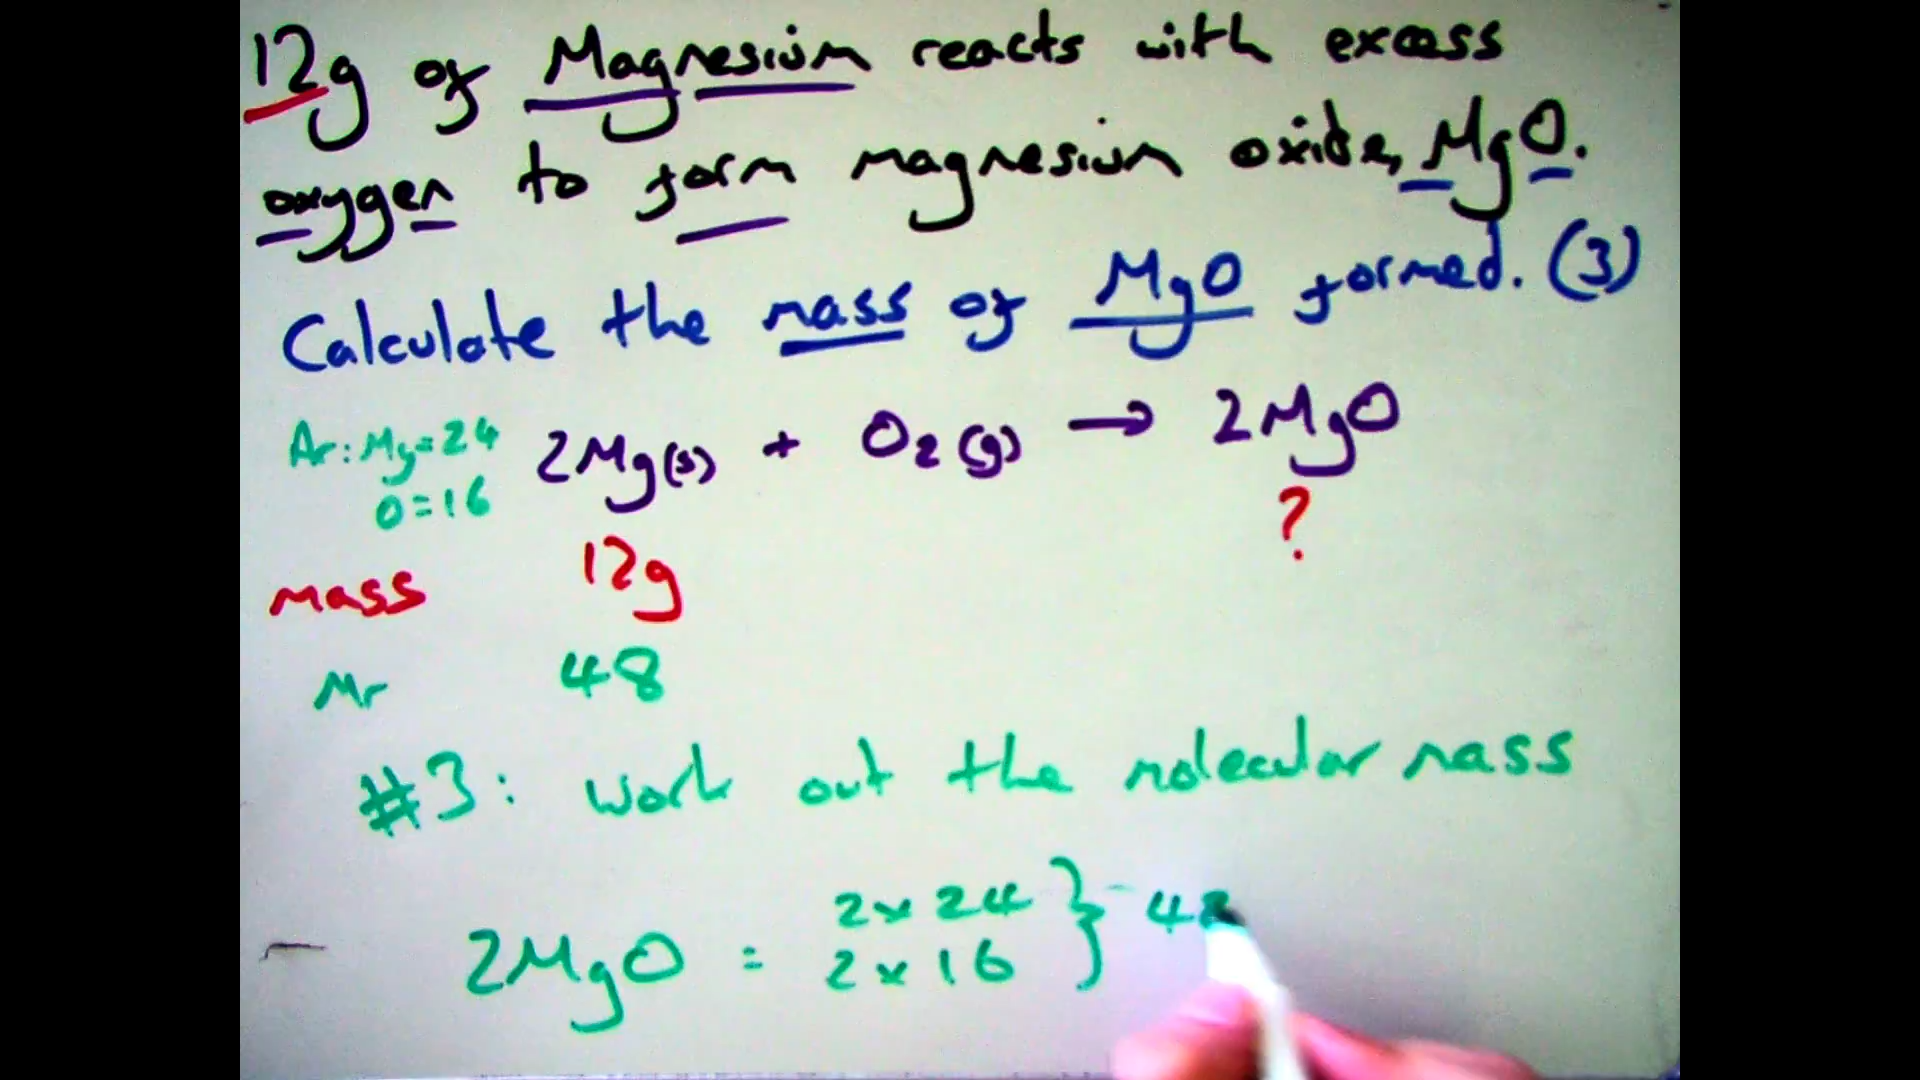 12g of Magnesium reacts with excess
oxygen to form magnesium oxide, MgO.
Calculate the mass of MgO formed. (3)
Ar: Mg=24 2Mg(s) + O2(g) → 2MgO
O=16
mass 12g ?
Mr 48
#3: Work out the molecular mass
2MgO = 2x24 } 48
2x16